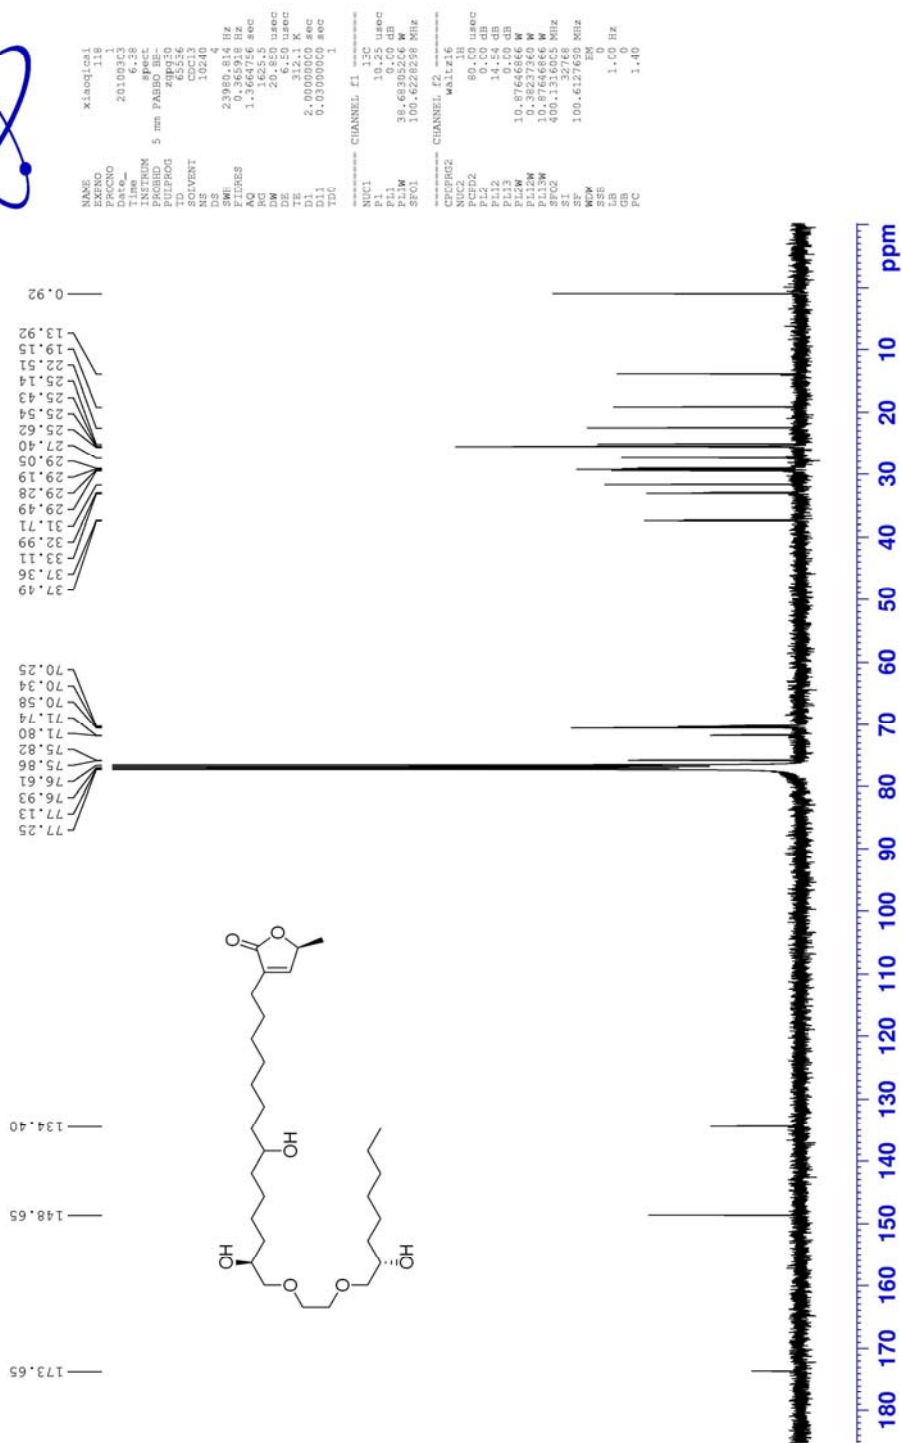 NAME xiaoqicai
EXPNO 118
PROCNO 1
Date_ 20100303
Time 6.38
INSTRUM spect
PROBHD 5 mm PABBO BB-
PULPROG zgpg30
TD 65536
SOLVENT CDCl3
NS 10240
DS 4
SWH 23980.814 Hz
FIDRES 0.365918 Hz
AQ 1.3664756 sec
RG 1625.5
DW 20.850 usec
DE 6.50 usec
TE 312.1 K
D1 2.00000000 sec
D11 0.03000000 sec
TD0 1
======== CHANNEL f1 ========
NUC1 13C
P1 10.25 usec
PL1 0.00 dB
PL1W 38.68305206 W
SFO1 100.6228298 MHz
======== CHANNEL f2 ========
CPDPRG2 waltz16
NUC2 1H
PCPD2 80.00 usec
PL2 0.00 dB
PL12 14.54 dB
PL13 0.00 dB
PL2W 10.87646866 W
PL12W 0.38237360 W
PL13W 10.87646866 W
SFO2 400.1316005 MHz
SI 32768
SF 100.6127690 MHz
WDW EM
SSB 0
LB 1.00 Hz
GB 0
PC 1.40
173.65
148.65
134.40
77.25
77.13
76.93
76.61
75.86
75.82
71.80
71.74
70.58
70.34
70.25
37.49
37.36
33.11
32.99
31.71
29.49
29.28
29.19
29.05
27.40
25.62
25.54
25.43
25.14
22.51
19.15
13.92
0.92
O
O
OH
OH
O
O
OH
180 170 160 150 140 130 120 110 100 90 80 70 60 50 40 30 20 10 ppm